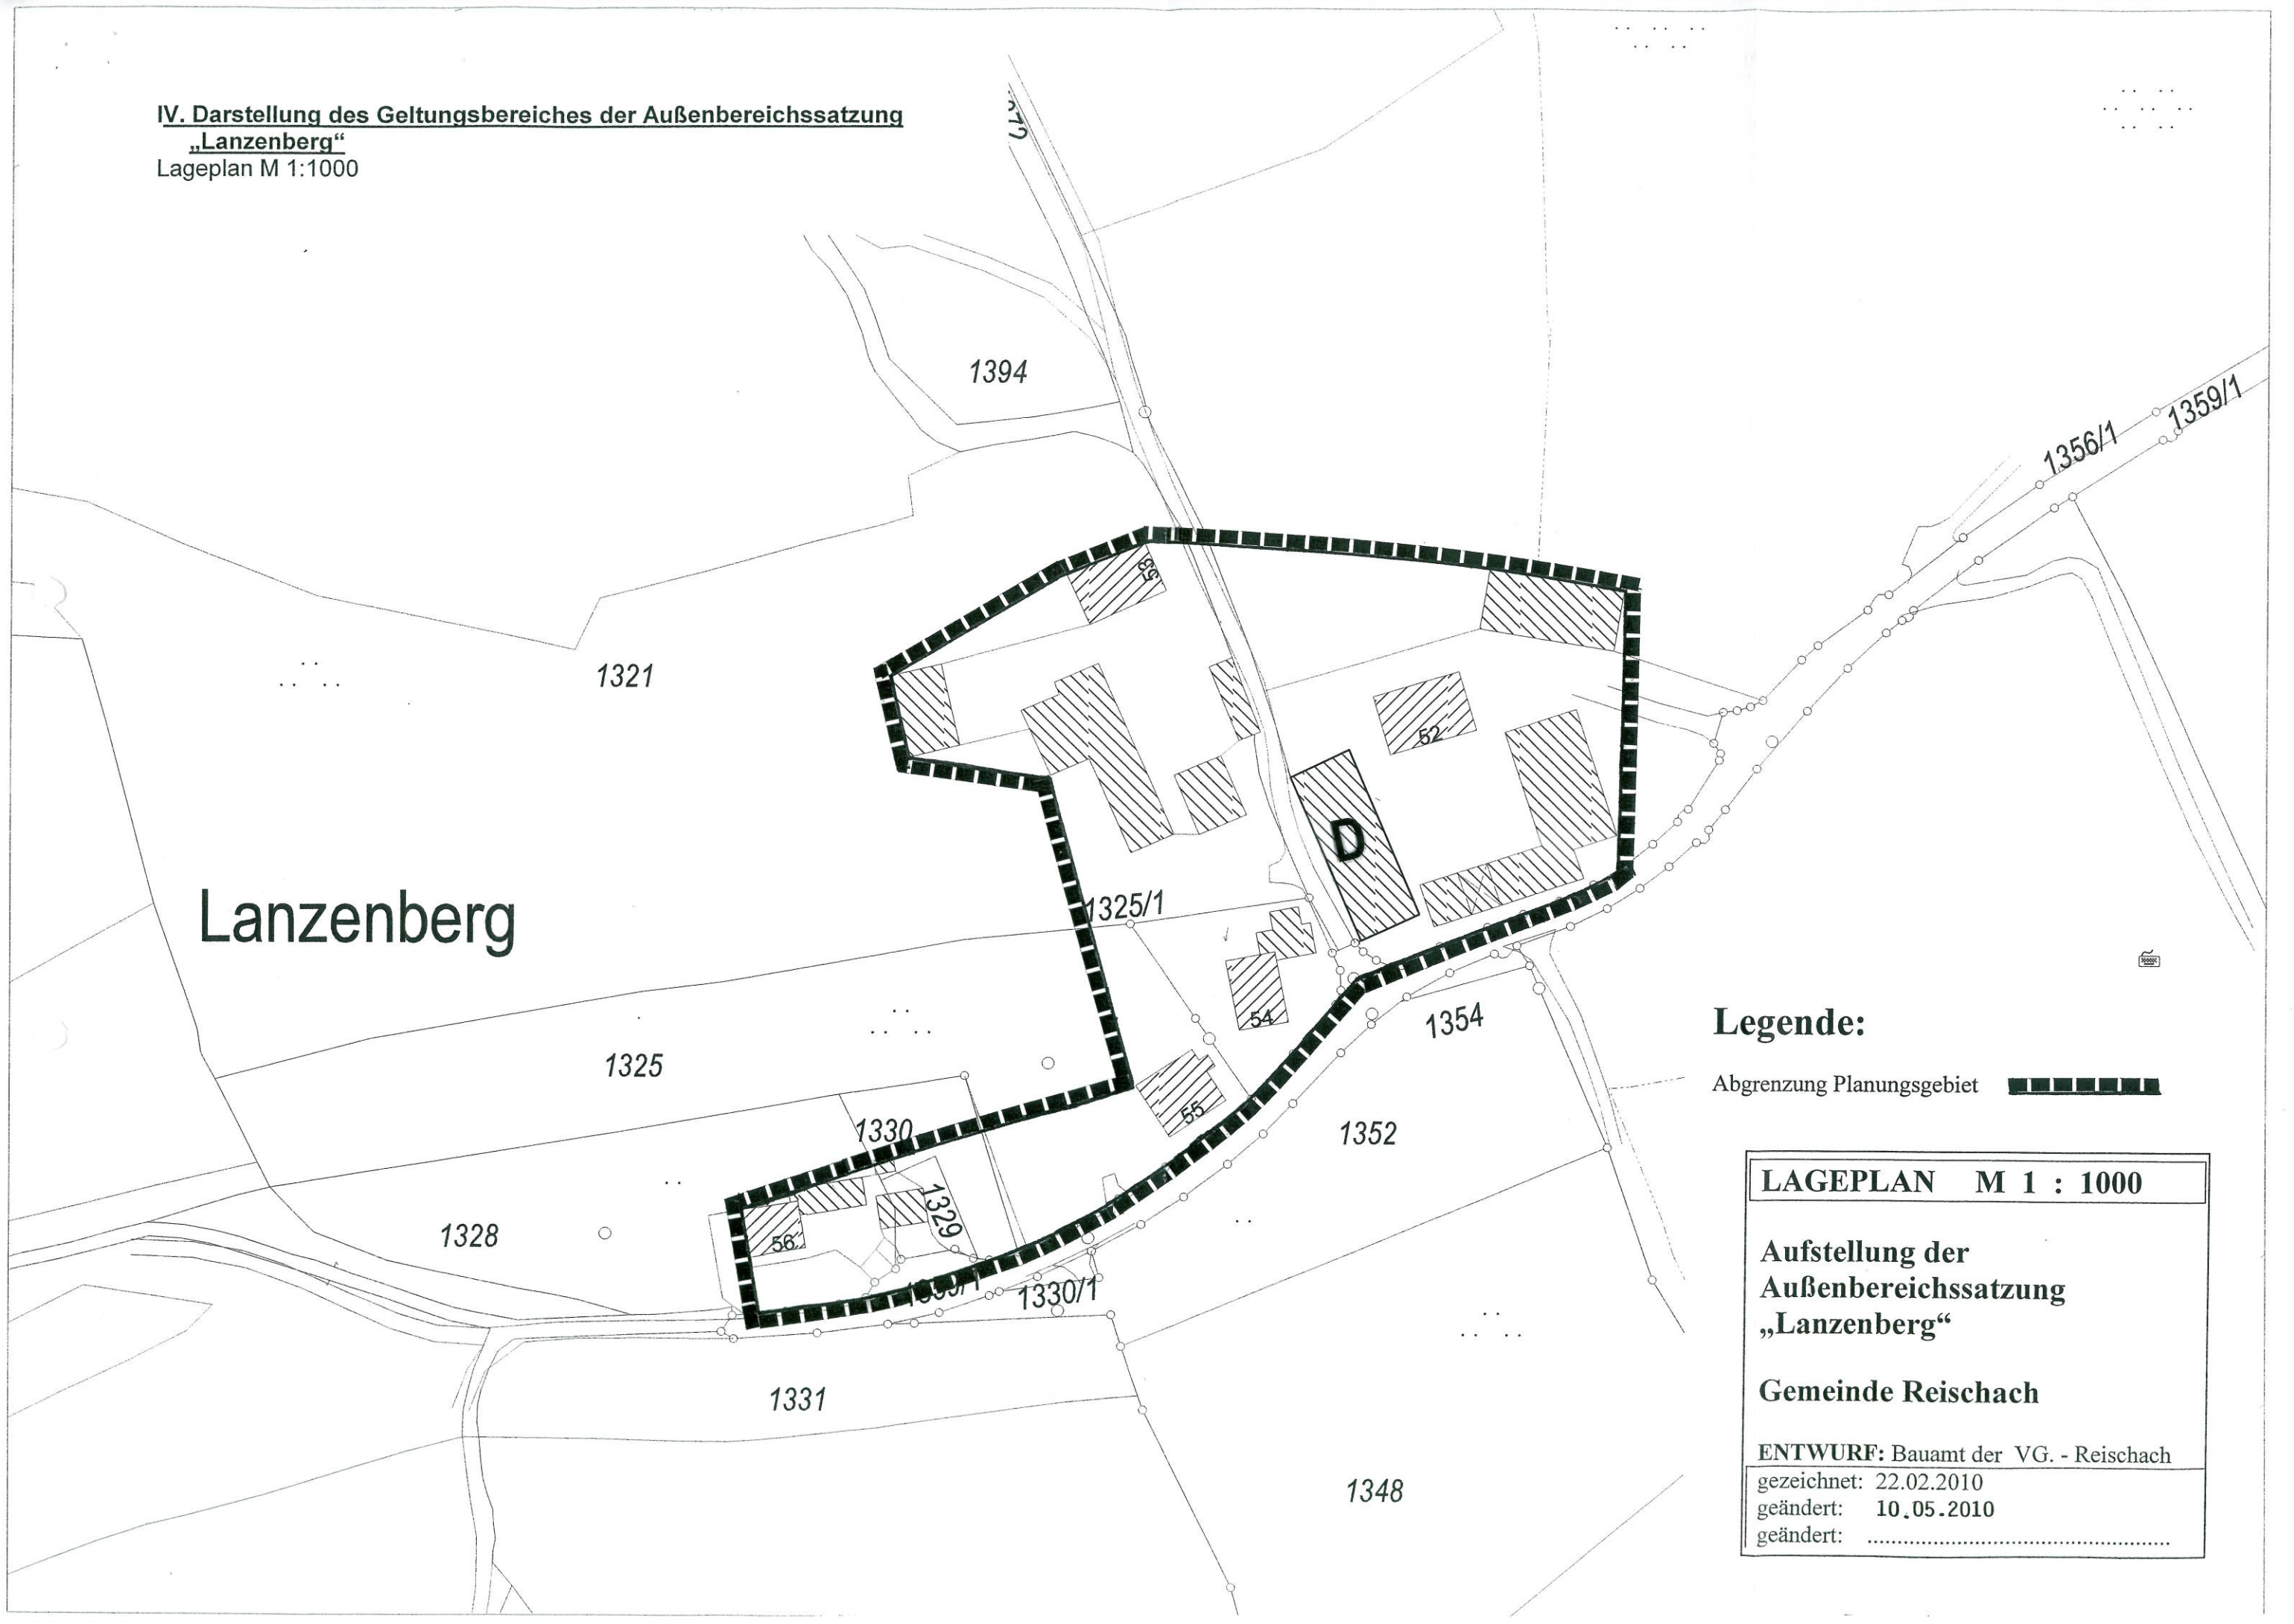 IV. Darstellung des Geltungsbereiches der Außenbereichssatzung
„Lanzenberg“
Lageplan M 1:1000
1394
1359/1
1356/1
53
1321
52
D
1325/1
Lanzenberg
54
1354
Legende:
1325
Abgrenzung Planungsgebiet
55
1330
1352
LAGEPLAN M 1 : 1000
1329
1328
56
Aufstellung der
Außenbereichssatzung
„Lanzenberg“
1330/1
Gemeinde Reischach
1331
ENTWURF: Bauamt der VG. - Reischach
gezeichnet: 22.02.2010
1348
geändert: 10.05.2010
geändert: ....................................................